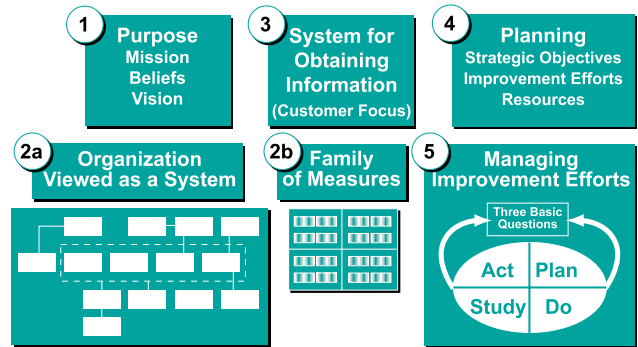 1
Purpose
Mission
Beliefs
Vision
3
System for
Obtaining
Information
(Customer Focus)
4
Planning
Strategic Objectives
Improvement Efforts
Resources
2a
Organization
Viewed as a System
2b
Family
of Measures
5
Managing
Improvement Efforts
Three Basic
Questions
Act
Plan
Study
Do